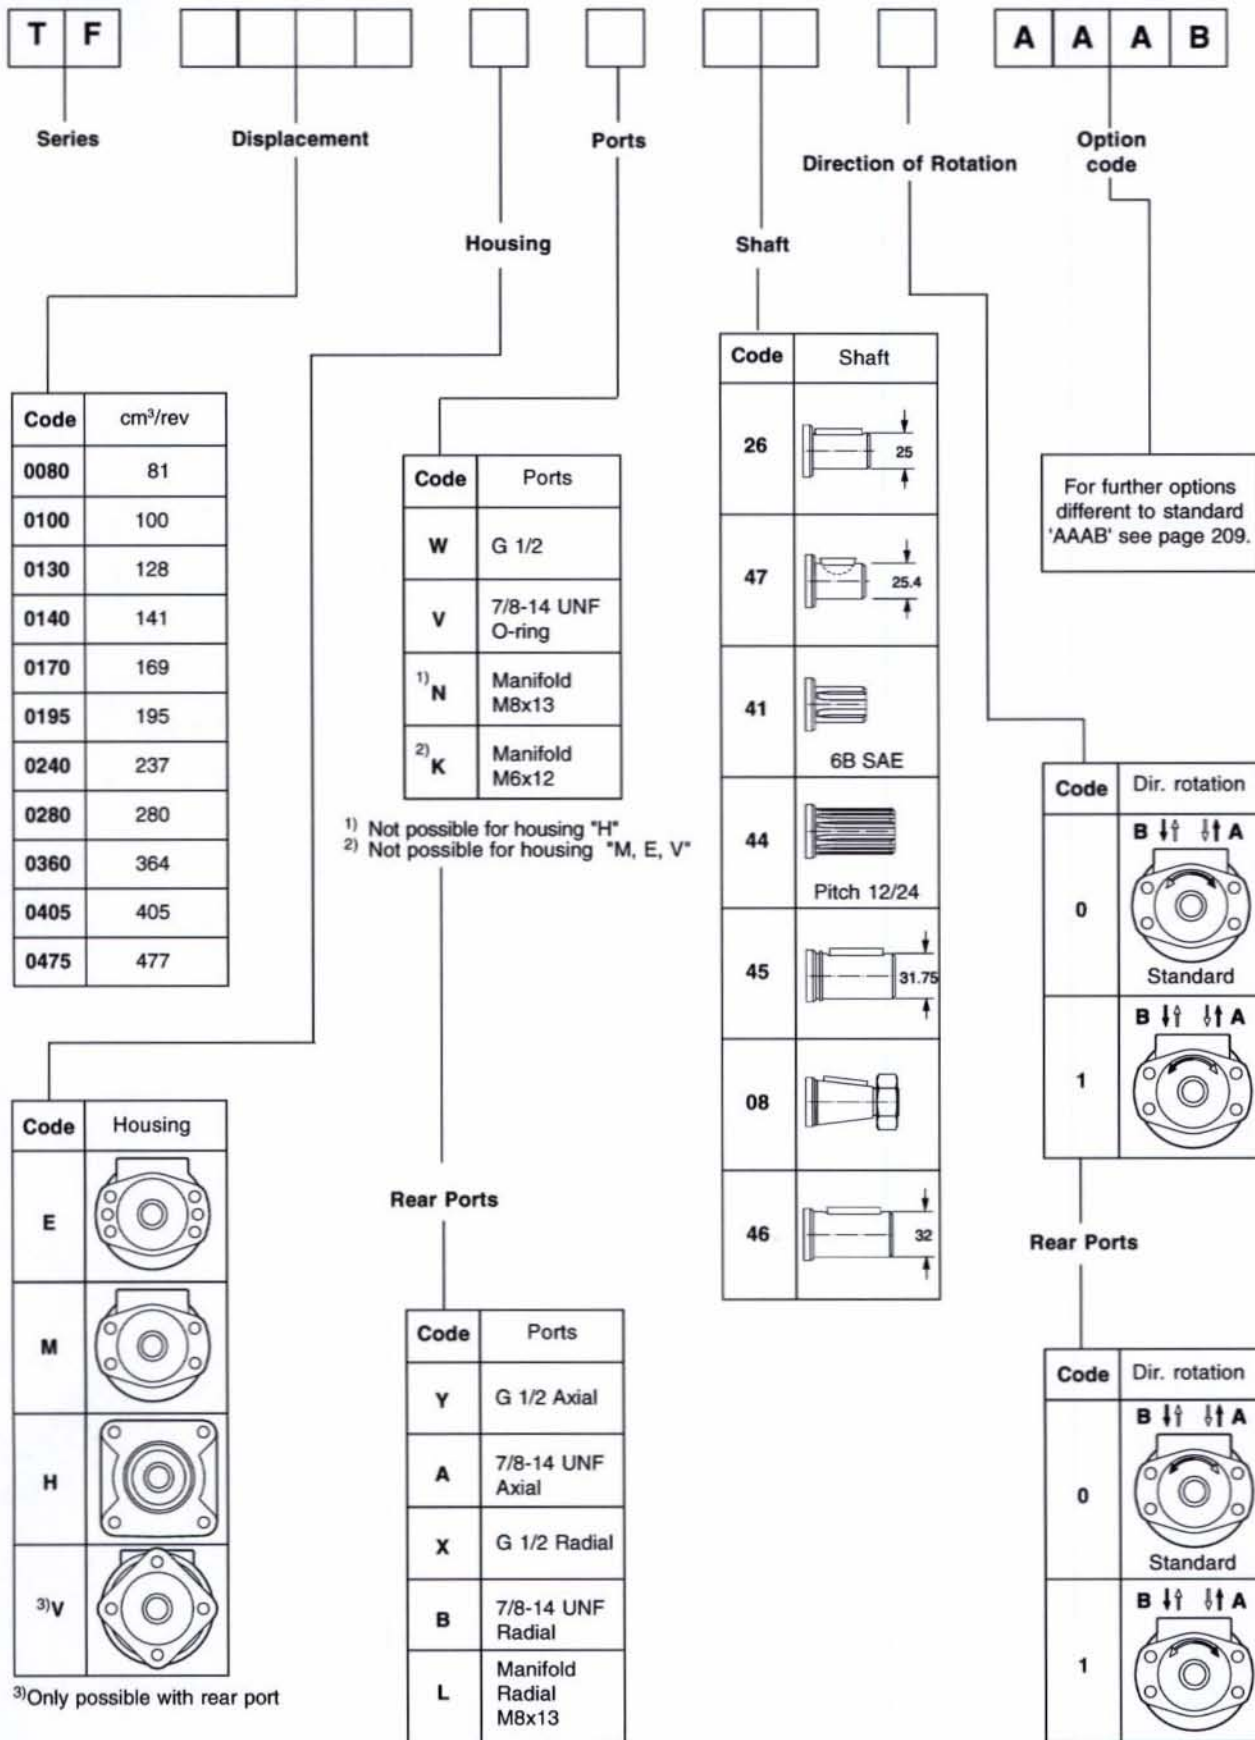 T F A A A B
Series
Displacement
Ports
Direction of Rotation
Option
code
Housing
Shaft
Code cm³/rev
0080 81
0100 100
0130 128
0140 141
0170 169
0195 195
0240 237
0280 280
0360 364
0405 405
0475 477
Code Ports
W G 1/2
V 7/8-14 UNF
O-ring
1) N Manifold
M8x13
2) K Manifold
M6x12
1) Not possible for housing "H"
2) Not possible for housing "M, E, V"
Code Shaft
26 25
47 25.4
41
6B SAE
44
Pitch 12/24
45 31.75
08
46 32
For further options
different to standard
'AAAB' see page 209.
Code Dir. rotation
B A
0
Standard
B A
1
Code Housing
E
M
H
3)V
3)Only possible with rear port
Rear Ports
Code Ports
Y G 1/2 Axial
A 7/8-14 UNF
Axial
X G 1/2 Radial
B 7/8-14 UNF
Radial
L Manifold
Radial
M8x13
Rear Ports
Code Dir. rotation
B A
0
Standard
B A
1